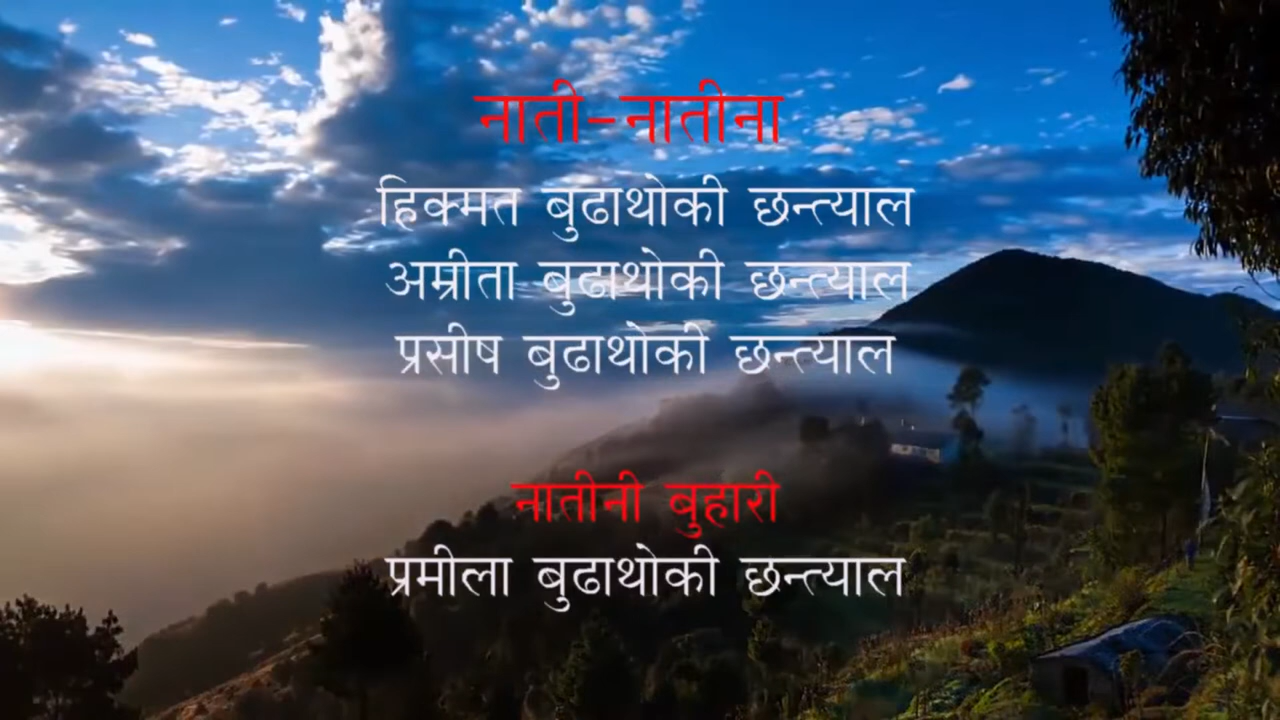 नाती-नातीना
हिक्मत बुढाथोकी छन्त्याल
अम्रीता बुढाथोकी छन्त्याल
प्रसीष बुढाथोकी छन्त्याल
नातीनी बुहारी
प्रमीला बुढाथोकी छन्त्याल